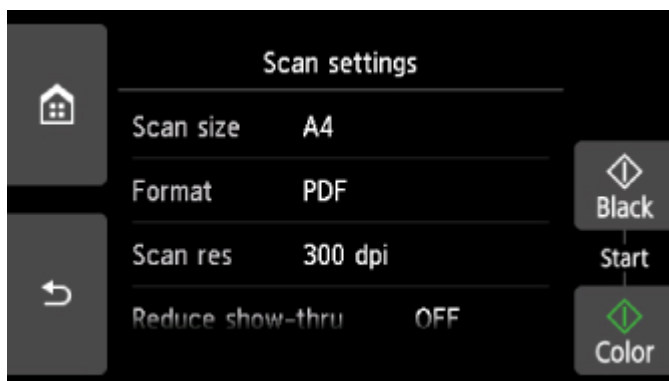 Scan settings
Scan size A4
Format PDF
Scan res 300 dpi
Reduce show-thru OFF
Black
Start
Color